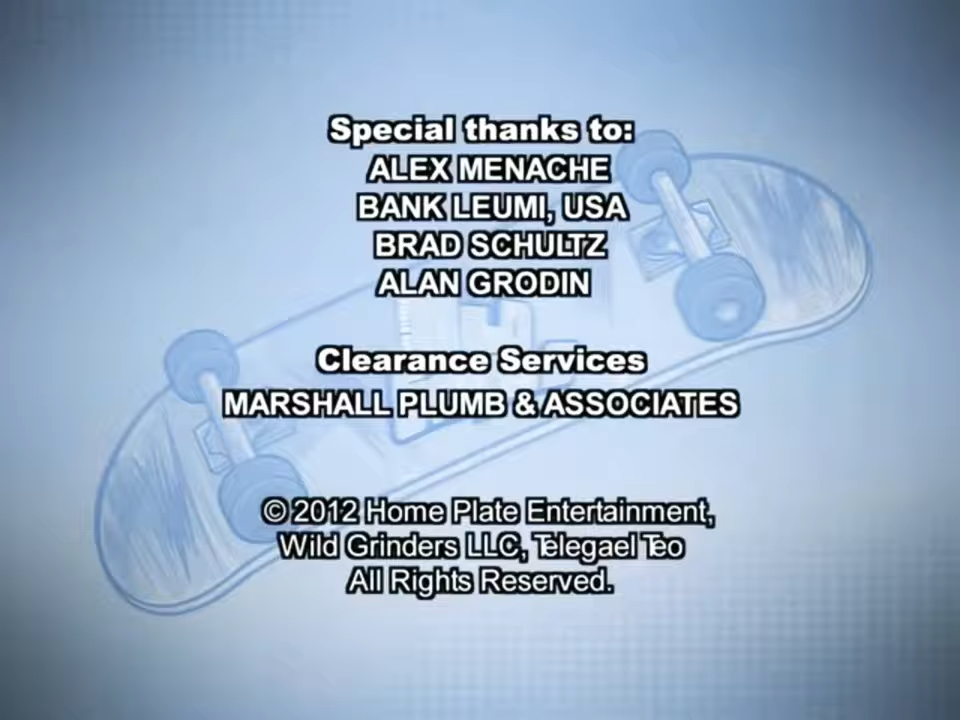 Special thanks to:
ALEX MENACHE
BANK LEUMI, USA
BRAD SCHULTZ
ALAN GRODIN
Clearance Services
MARSHALL PLUMB & ASSOCIATES
© 2012 Home Plate Entertainment,
Wild Grinders LLC, Telegael Teo
All Rights Reserved.